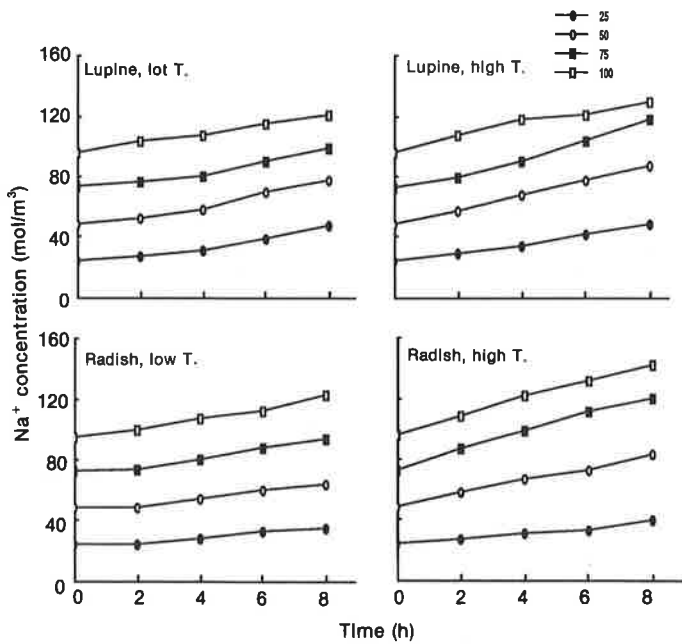 25
50
75
100
160
120
80
40
0
Lupine, lot T.
Lupine, high T.
Na+ concentration (mol/m³)
160
120
80
40
0
Radish, low T.
Radish, high T.
0 2 4 6 8 0 2 4 6 8
Time (h)